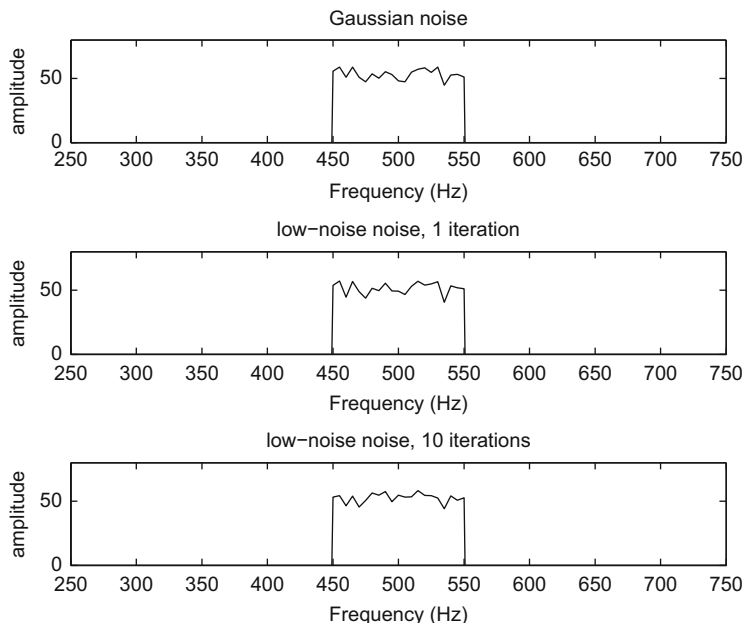 Gaussian noise
amplitude
50
0
250 300 350 400 450 500 550 600 650 700 750
Frequency (Hz)
low−noise noise, 1 iteration
amplitude
50
0
250 300 350 400 450 500 550 600 650 700 750
Frequency (Hz)
low−noise noise, 10 iterations
amplitude
50
0
250 300 350 400 450 500 550 600 650 700 750
Frequency (Hz)